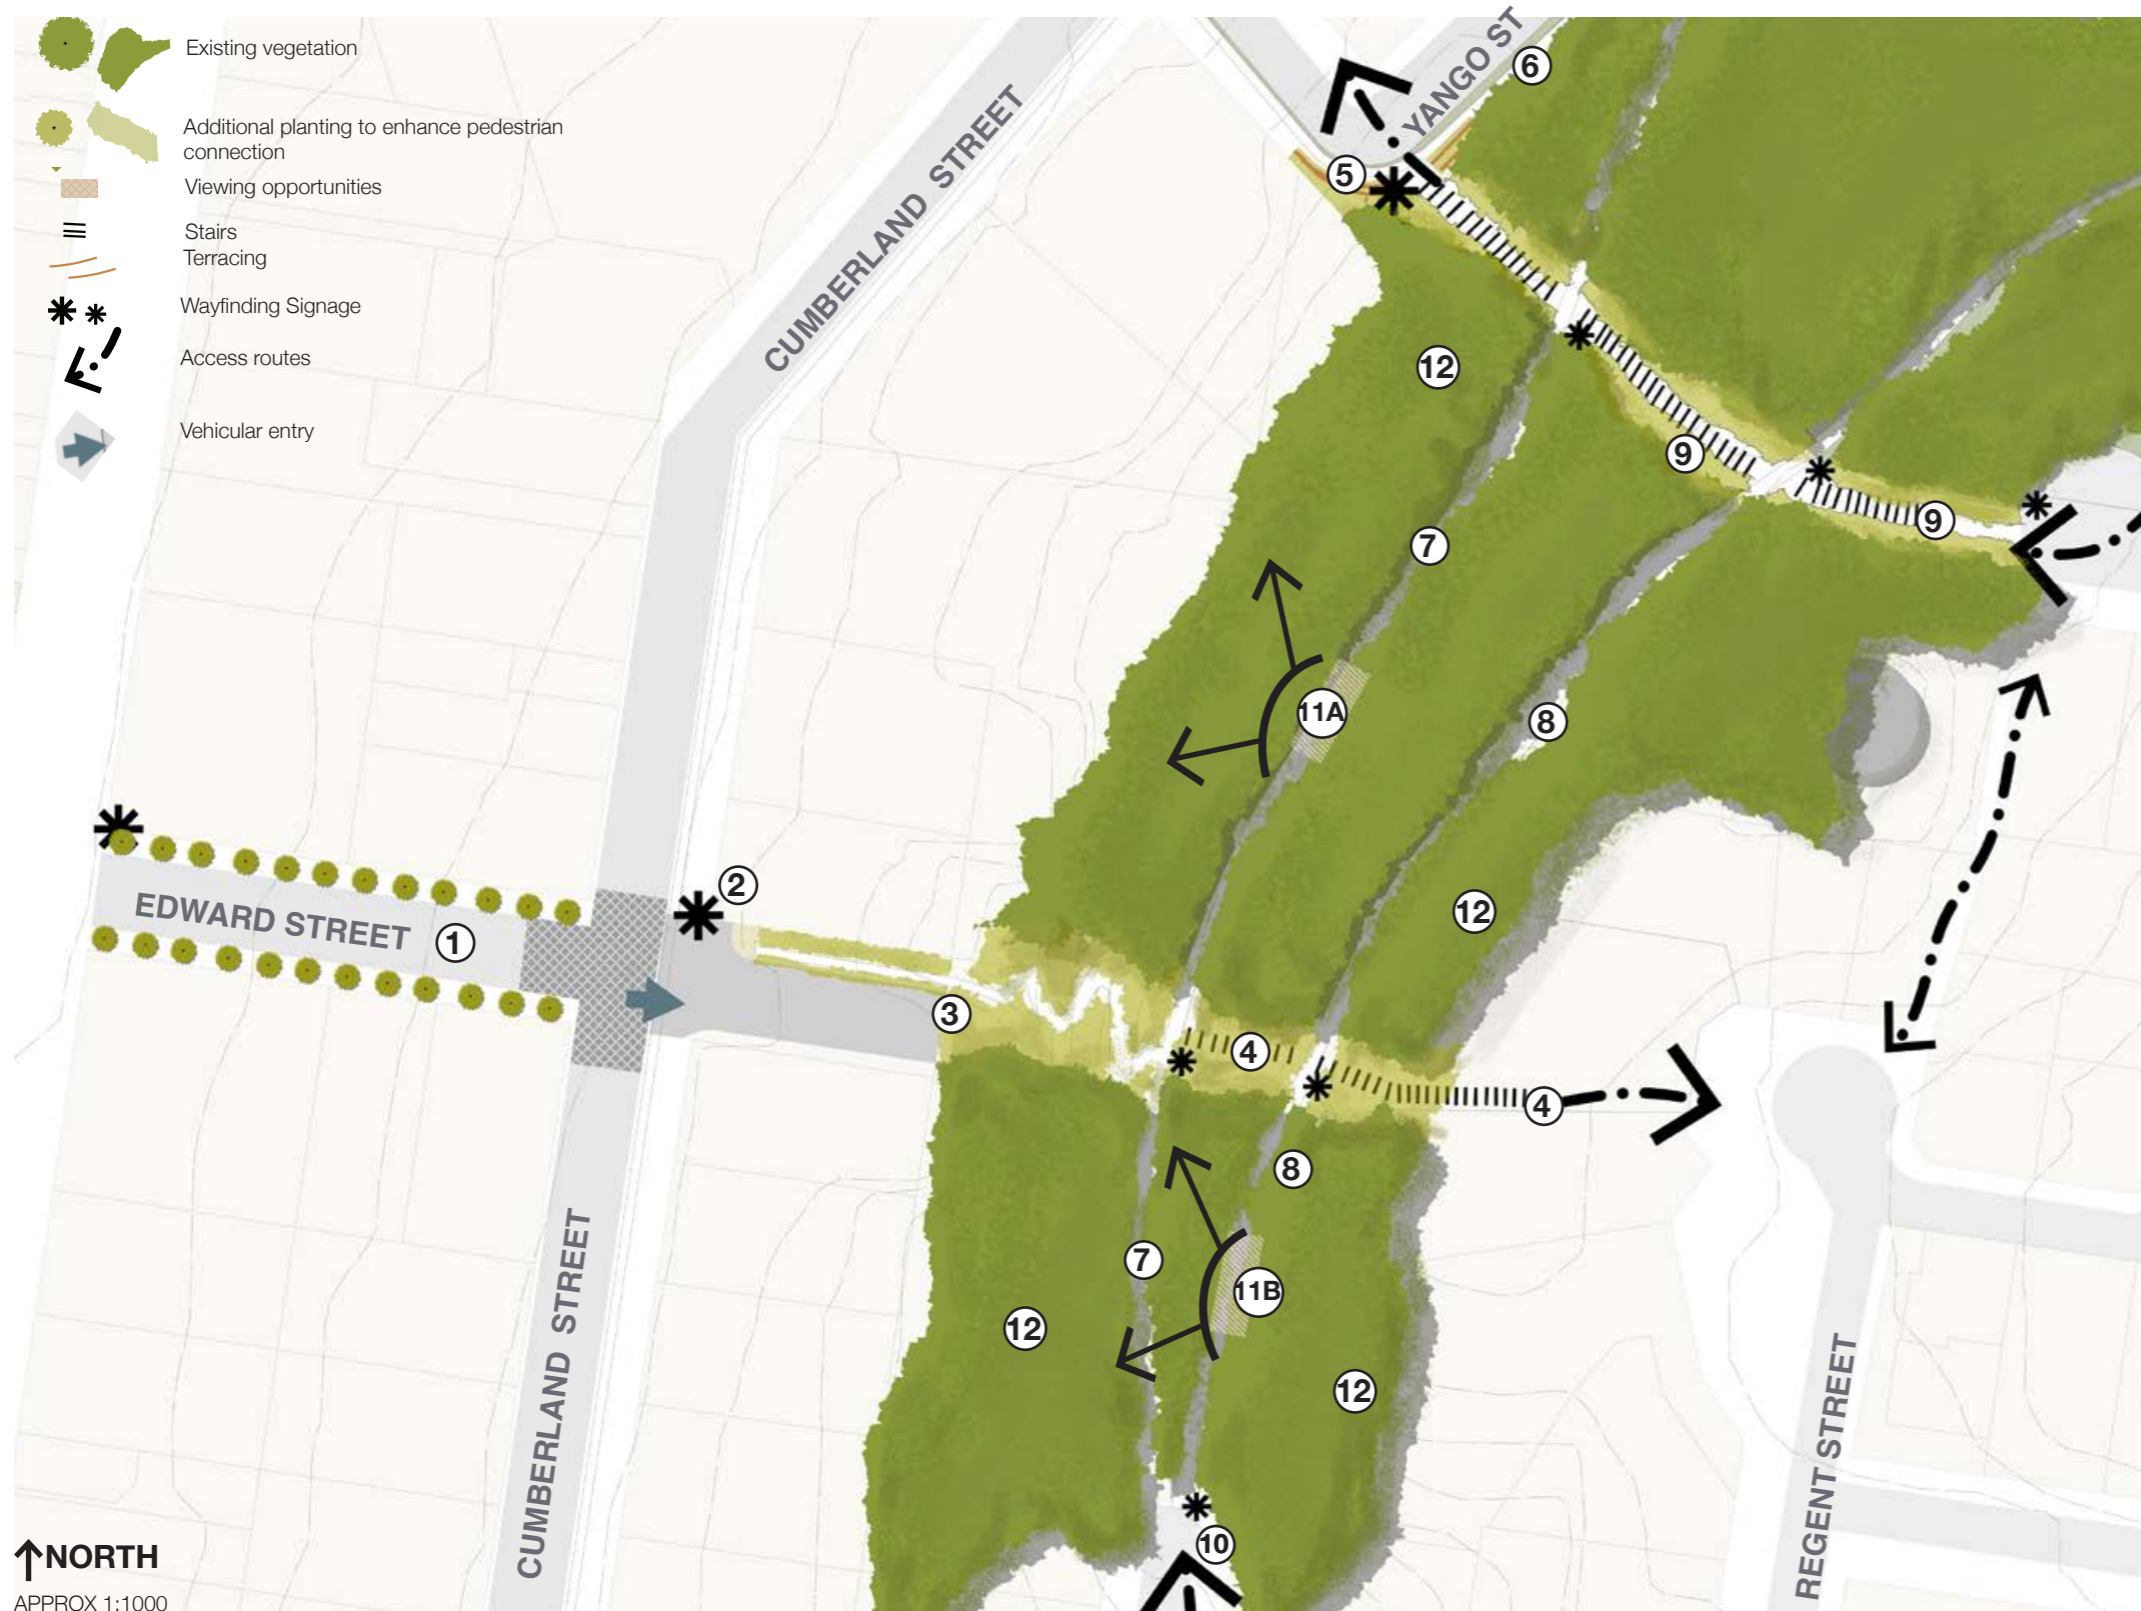 Existing vegetation
Additional planting to enhance pedestrian
connection
Viewing opportunities
Stairs
Terracing
Wayfinding Signage
Access routes
Vehicular entry
CUMBERLAND STREET
YANGO ST
6
5
12
9
9
7
11A
8
2
EDWARD STREET
1
12
3
4
4
8
7
11B
12
12
CUMBERLAND STREET
REGENT STREET
10
NORTH
APPROX 1:1000